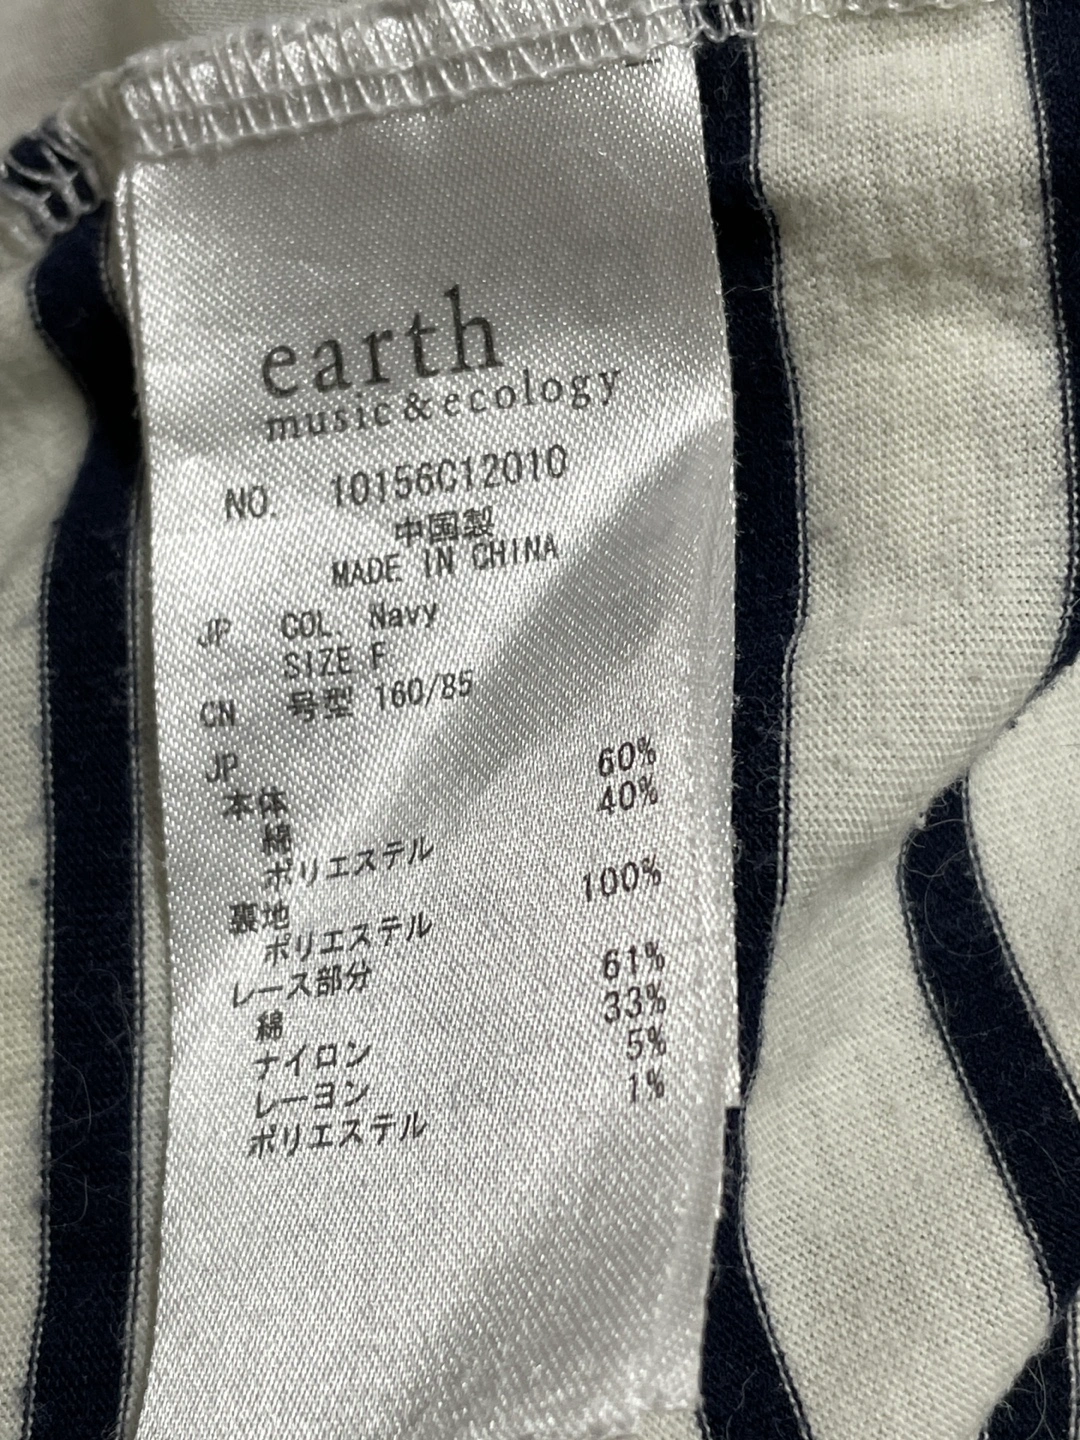 earth
music&ecology
NO. 10156C12010
中国製
MADE IN CHINA
JP COL. Navy
SIZE F
CN 号型 160/85
JP
本体
綿 60%
ポリエステル 40%
裏地
ポリエステル 100%
レース部分
綿 61%
ナイロン 33%
レーヨン 5%
ポリエステル 1%